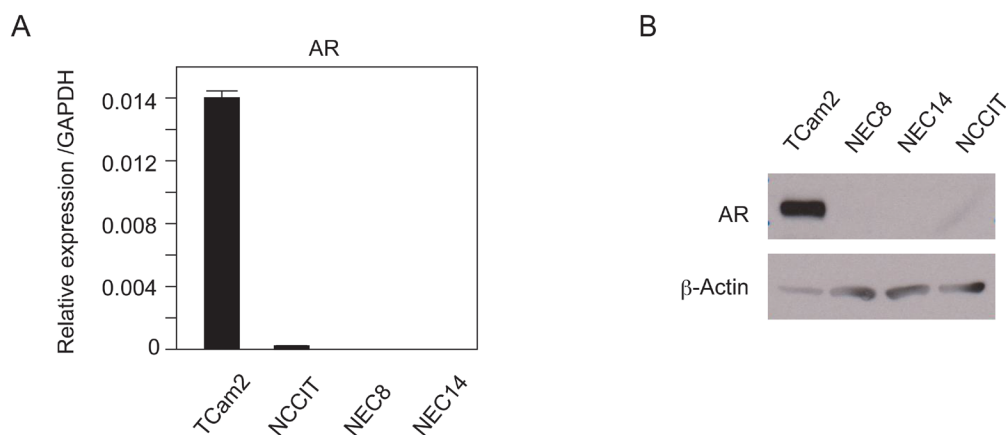 A
AR
Relative expression /GAPDH
0.014
0.012
0.008
0.004
0
TCam2
NCCIT
NEC8
NEC14
B
TCam2
NEC8
NEC14
NCCIT
AR
β-Actin